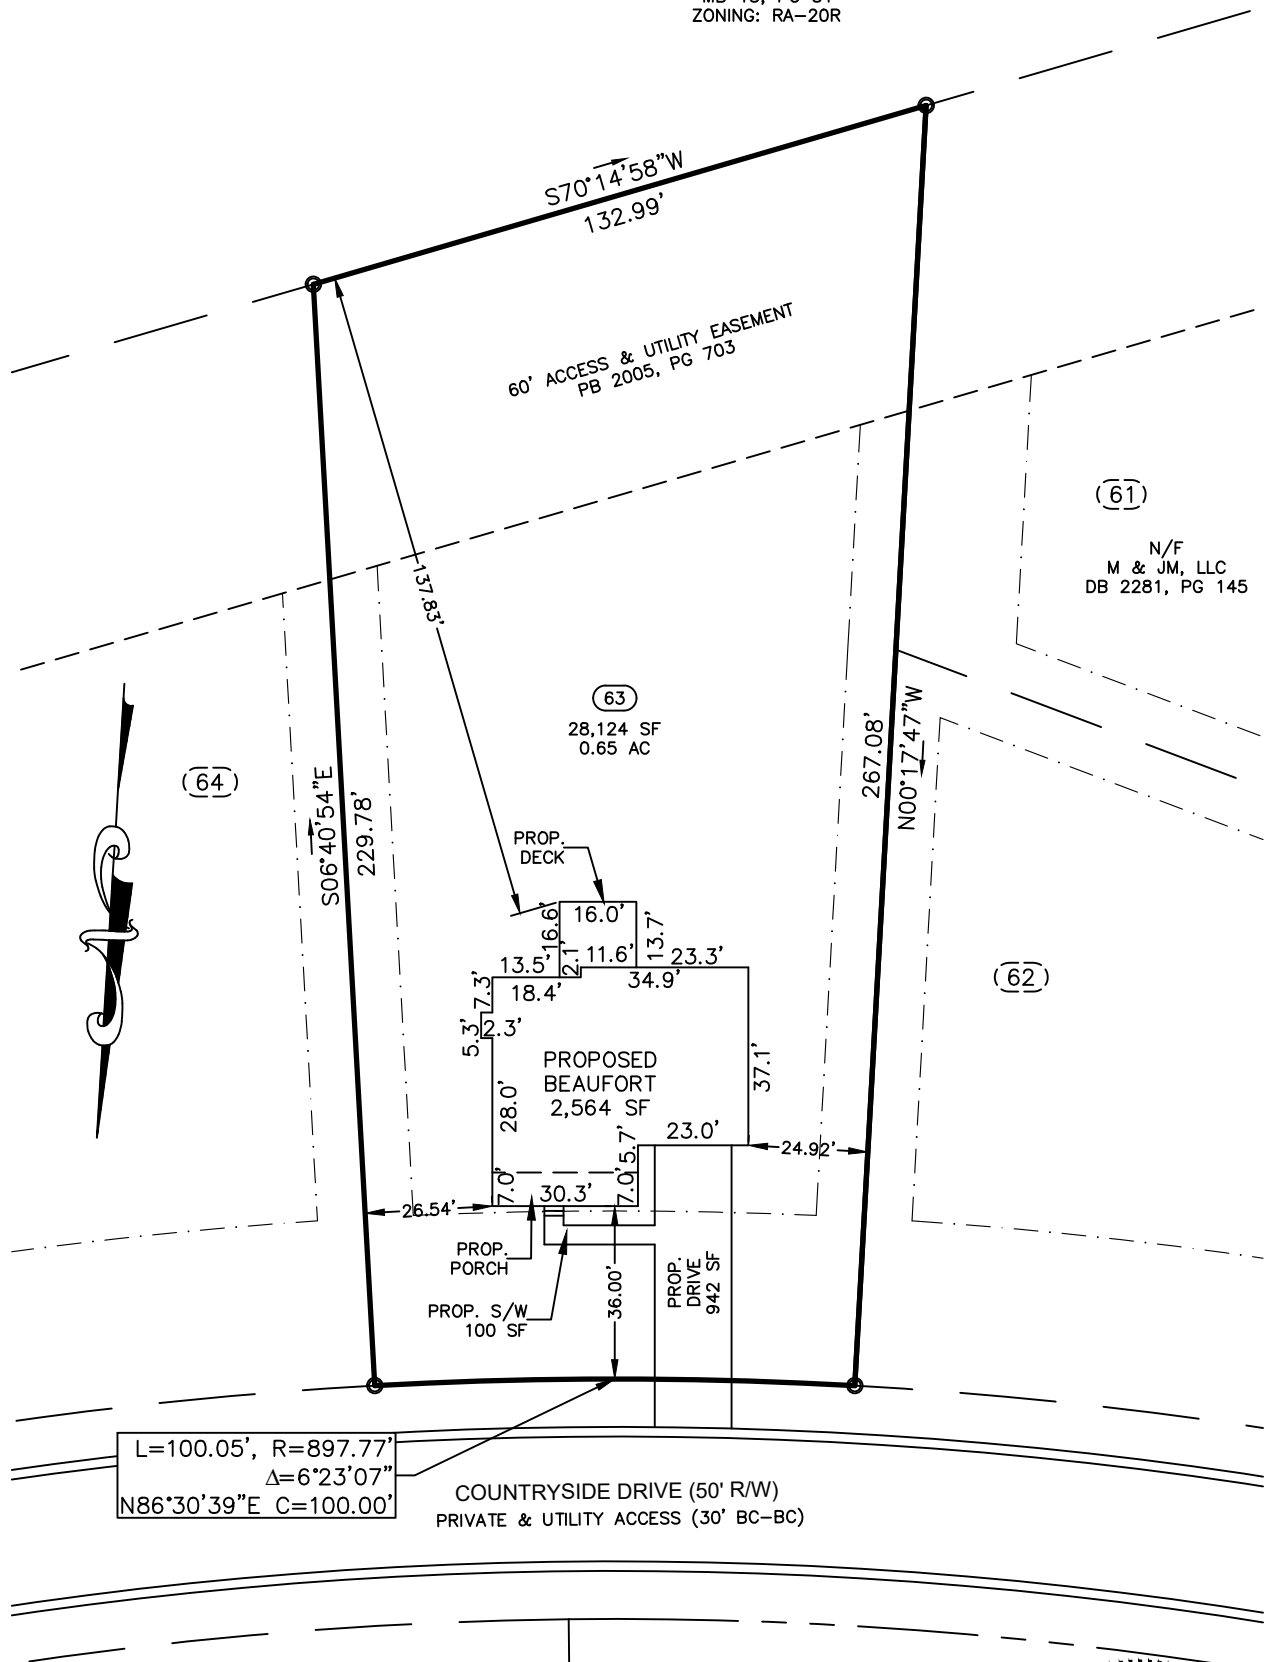 ZONING: RA-20R
S70°14'58"W
132.99'
60' ACCESS & UTILITY EASEMENT
PB 2005, PG 703
137.83'
61
N/F
M & JM, LLC
DB 2281, PG 145
63
28,124 SF
0.65 AC
64
S06°40'54"E
229.78'
267.08'
N00°17'47"W
62
PROP.
DECK
16.0'
16.6'
13.7'
2.1'
11.6'
23.3'
13.5'
34.9'
18.4'
7.3'
5.3'
2.3'
PROPOSED
BEAUFORT
2,564 SF
37.1'
28.0'
5.7'
23.0'
24.92'
7.0'
30.3'
7.0'
26.54'
PROP.
PORCH
36.00'
PROP.
DRIVE
942 SF
PROP. S/W
100 SF
L=100.05', R=897.77'
Δ=6°23'07"
N86°30'39"E C=100.00'
COUNTRYSIDE DRIVE (50' R/W)
PRIVATE & UTILITY ACCESS (30' BC-BC)